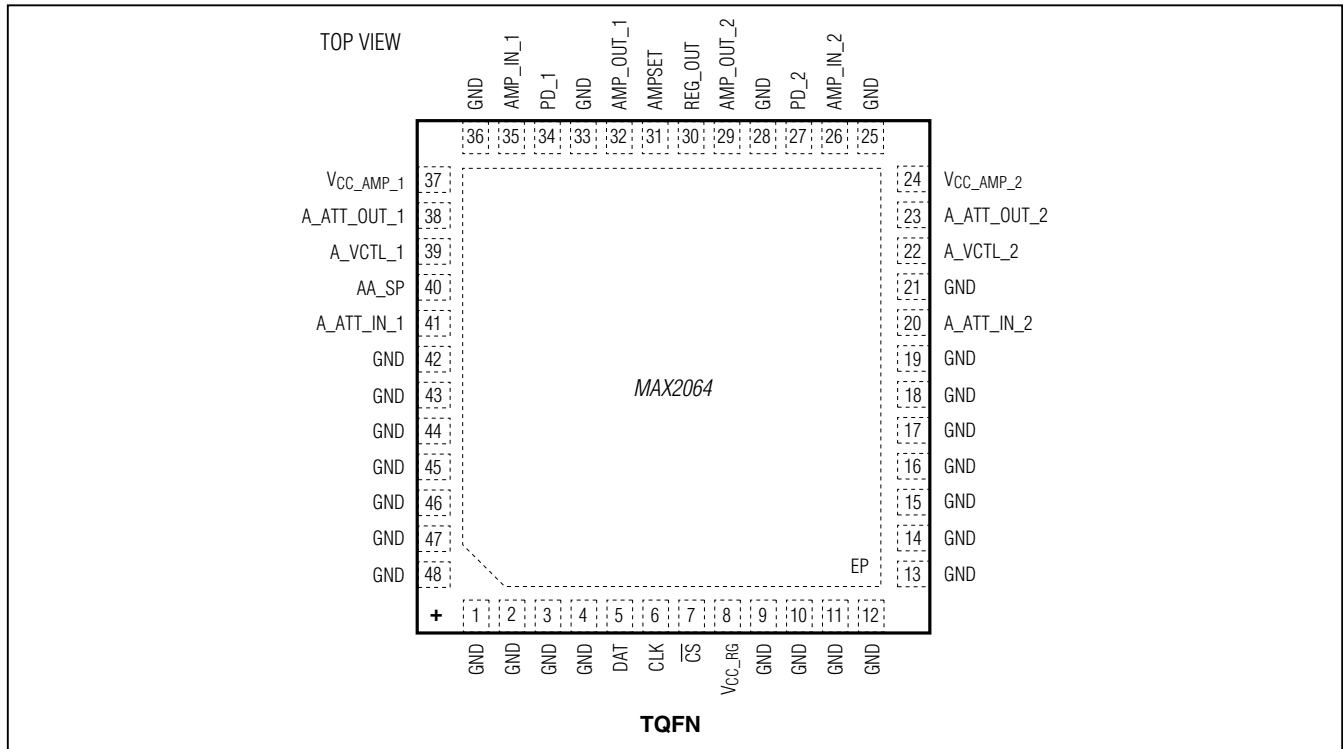 TOP VIEW
GND
AMP_IN_1
PD_1
GND
AMP_OUT_1
AMPSET
REG_OUT
AMP_OUT_2
GND
PD_2
AMP_IN_2
GND
36 35 34 33 32 31 30 29 28 27 26 25
VCC_AMP_1 37
A_ATT_OUT_1 38
A_VCTL_1 39
AA_SP 40
A_ATT_IN_1 41
GND 42
GND 43
GND 44
GND 45
GND 46
GND 47
GND 48
MAX2064
EP
24 VCC_AMP_2
23 A_ATT_OUT_2
22 A_VCTL_2
21 GND
20 A_ATT_IN_2
19 GND
18 GND
17 GND
16 GND
15 GND
14 GND
13 GND
+ 1 2 3 4 5 6 7 8 9 10 11 12
GND
GND
GND
GND
DAT
CLK
C̅S̅
VCC_RG
GND
GND
GND
GND
TQFN